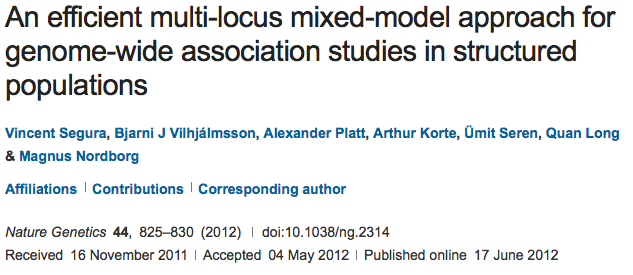 An efficient multi-locus mixed-model approach for
genome-wide association studies in structured
populations
Vincent Segura, Bjarni J Vilhjálmsson, Alexander Platt, Arthur Korte, Ümit Seren, Quan Long
& Magnus Nordborg
Affiliations | Contributions | Corresponding author
Nature Genetics 44, 825–830 (2012) | doi:10.1038/ng.2314
Received 16 November 2011 | Accepted 04 May 2012 | Published online 17 June 2012